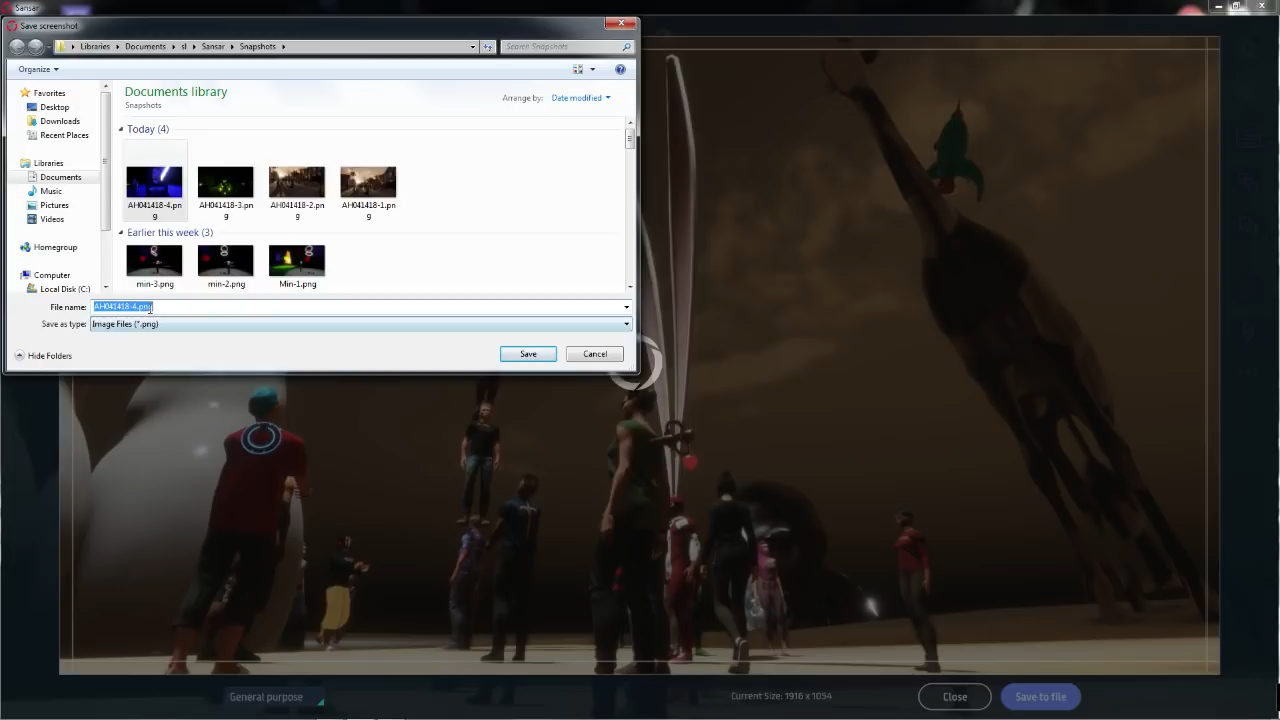 Sansar
Save screenshot
Libraries Documents sl Sansar Snapshots
Search Snapshots
Organize
Favorites
Desktop
Downloads
Recent Places
Libraries
Documents
Music
Pictures
Videos
Homegroup
Computer
Local Disk (C:)
Documents library
Snapshots
Arrange by: Date modified
Today (4)
AH041418-4.png
AH041418-3.png
AH041418-2.png
AH041418-1.png
Earlier this week (3)
min-3.png
min-2.png
Min-1.png
File name: AH041418-4.png
Save as type: Image Files (*.png)
Hide Folders
Save
Cancel
General purpose
Current Size: 1916 x 1054
Close
Save to file